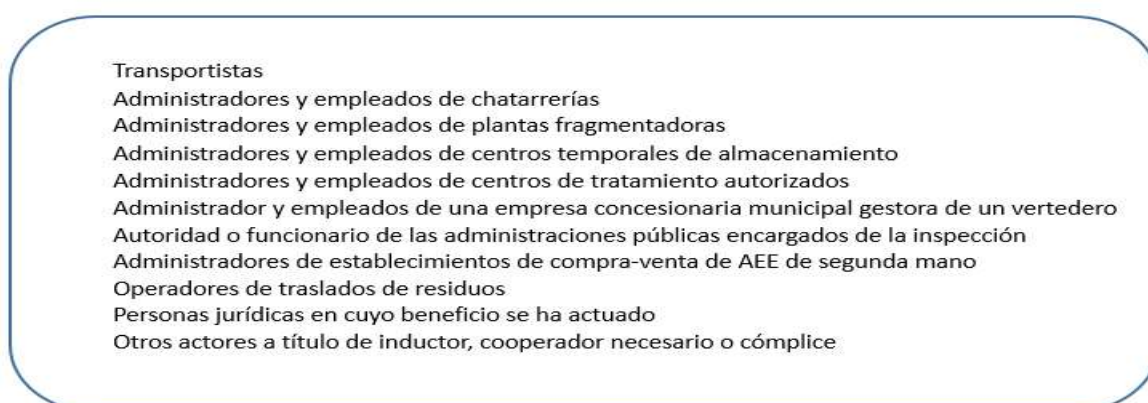 Transportistas
Administradores y empleados de chatarrerías
Administradores y empleados de plantas fragmentadoras
Administradores y empleados de centros temporales de almacenamiento
Administradores y empleados de centros de tratamiento autorizados
Administrador y empleados de una empresa concesionaria municipal gestora de un vertedero
Autoridad o funcionario de las administraciones públicas encargados de la inspección
Administradores de establecimientos de compra-venta de AEE de segunda mano
Operadores de traslados de residuos
Personas jurídicas en cuyo beneficio se ha actuado
Otros actores a título de inductor, cooperador necesario o cómplice